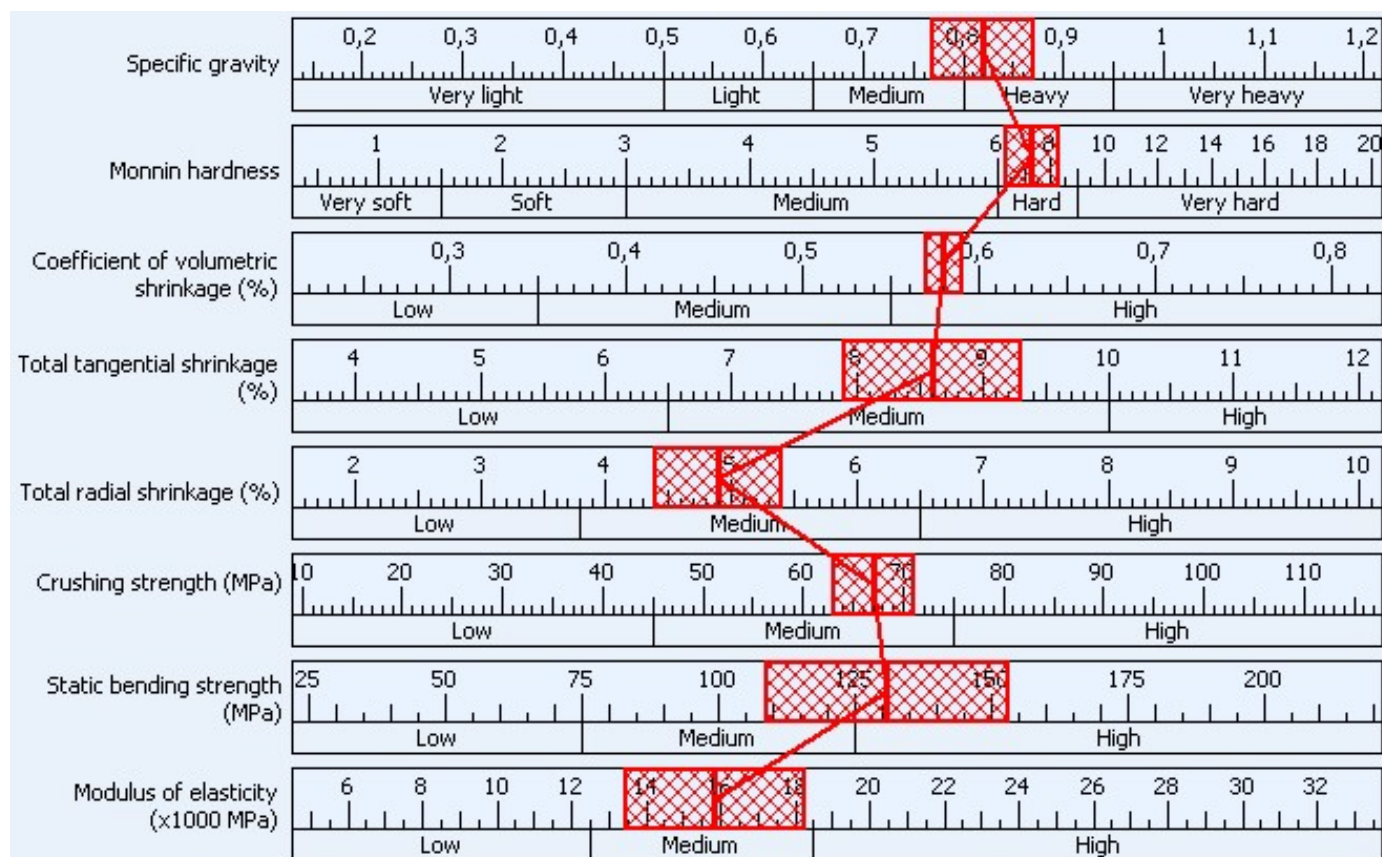 0,2 0,3 0,4 0,5 0,6 0,7 0,8 0,9 1 1,1 1,2
Specific gravity
Very light Light Medium Heavy Very heavy
1 2 3 4 5 6 8 10 12 14 16 18 20
Monnin hardness
Very soft Soft Medium Hard Very hard
0,3 0,4 0,5 0,6 0,7 0,8
Coefficient of volumetric
shrinkage (%)
Low Medium High
4 5 6 7 8 9 10 11 12
Total tangential shrinkage
(%)
Low Medium High
2 3 4 5 6 7 8 9 10
Total radial shrinkage (%)
Low Medium High
10 20 30 40 50 60 70 80 90 100 110
Crushing strength (MPa)
Low Medium High
25 50 75 100 125 150 175 200
Static bending strength
(MPa)
Low Medium High
6 8 10 12 14 16 18 20 22 24 26 28 30 32
Modulus of elasticity
(x1000 MPa)
Low Medium High